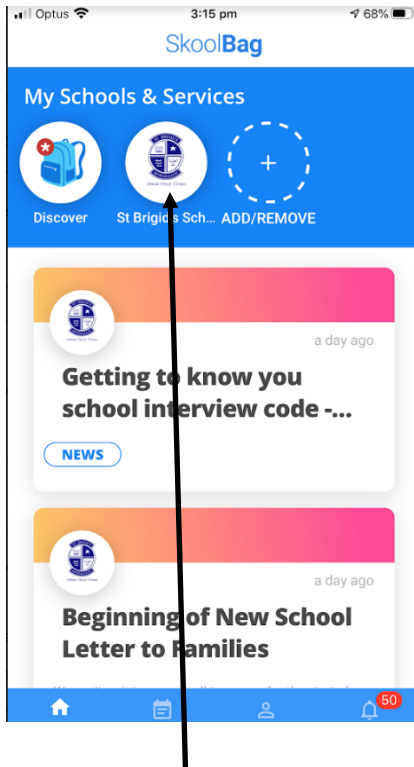 Optus 3:15 pm 68%
SkoolBag
My Schools & Services
Discover St Brigid's Sch... ADD/REMOVE
a day ago
Getting to know you
school interview code -...
NEWS
a day ago
Beginning of New School
Letter to Families
50